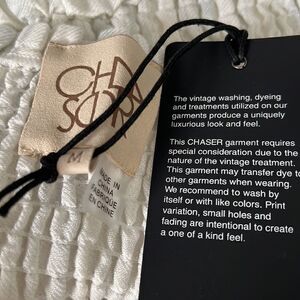 CHA
SER
M
MADE IN
CHINA
FABRIQUE
EN CHINE
The vintage washing, dyeing
and treatments utilized on our
garments produce a uniquely
luxurious look and feel.
This CHASER garment requires
special consideration due to the
nature of the vintage treatment.
This garment may transfer dye to
other garments when wearing.
We recommend to wash by
itself or with like colors. Print
variation, small holes and
fading are intentional to create
a one of a kind feel.